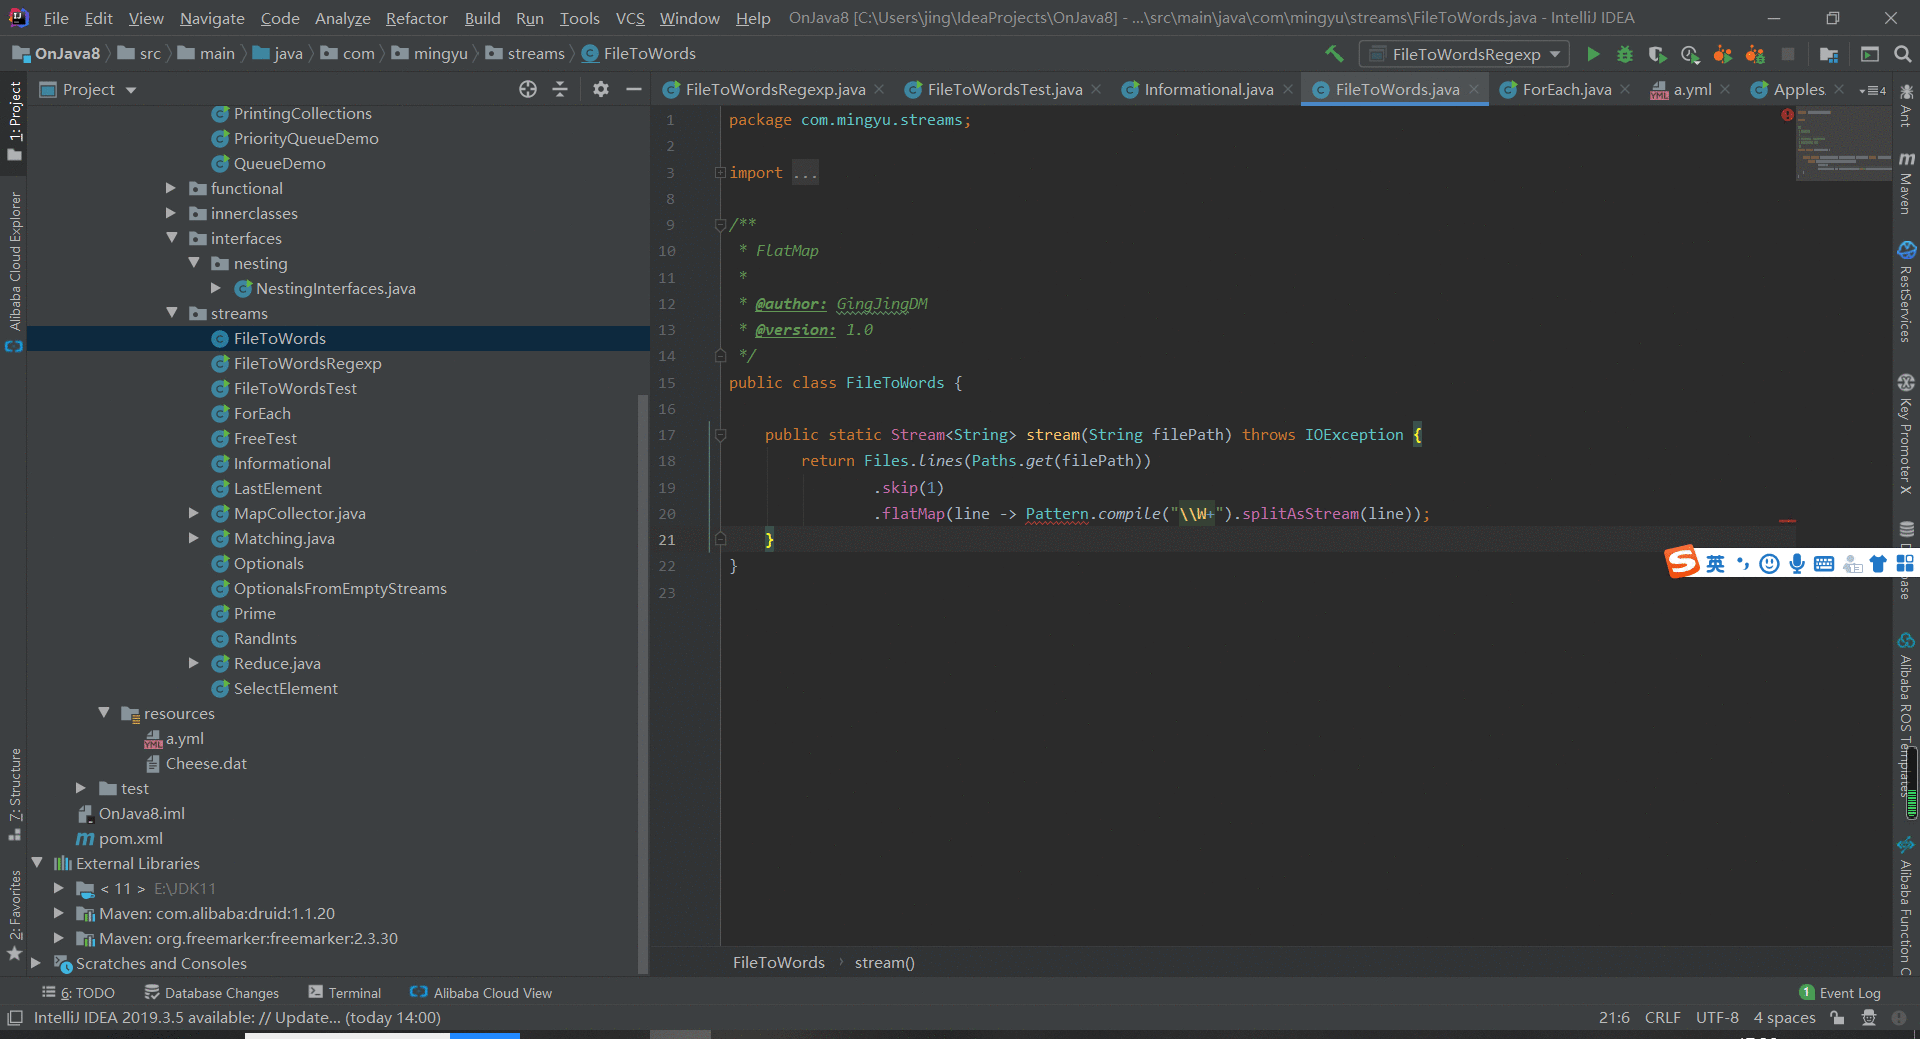 File Edit View Navigate Code Analyze Refactor Build Run Tools VCS Window Help OnJava8 [C:\Users\jing\IdeaProjects\OnJava8] - ...\src\main\java\com\mingyu\streams\FileToWords.java - IntelliJ IDEA
OnJava8 src main java com mingyu streams FileToWords FileToWordsRegexp
Project
FileToWordsRegexp.java FileToWordsTest.java Informational.java FileToWords.java ForEach.java a.yml Apples 4
PrintingCollections
PriorityQueueDemo
QueueDemo
functional
innerclasses
interfaces
nesting
NestingInterfaces.java
streams
FileToWords
FileToWordsRegexp
FileToWordsTest
ForEach
FreeTest
Informational
LastElement
MapCollector.java
Matching.java
Optionals
OptionalsFromEmptyStreams
Prime
RandInts
Reduce.java
SelectElement
resources
a.yml
Cheese.dat
test
OnJava8.iml
pom.xml
External Libraries
< 11 > E:\JDK11
Maven: com.alibaba:druid:1.1.20
Maven: org.freemarker:freemarker:2.3.30
Scratches and Consoles
1 package com.mingyu.streams;
2
3 import ...
8
9 /**
10 * FlatMap
11 *
12 * @author: GingJingDM
13 * @version: 1.0
14 */
15 public class FileToWords {
16
17 public static Stream<String> stream(String filePath) throws IOException {
18 return Files.lines(Paths.get(filePath))
19 .skip(1)
20 .flatMap(line -> Pattern.compile("\\W+").splitAsStream(line));
21 }
22 }
23
FileToWords stream()
1: Project
Alibaba Cloud Explorer
7: Structure
2: Favorites
Ant
Maven
RestServices
Key Promoter X
英
Alibaba ROS Templates
Alibaba Function C
6: TODO Database Changes Terminal Alibaba Cloud View 1 Event Log
IntelliJ IDEA 2019.3.5 available: // Update... (today 14:00) 21:6 CRLF UTF-8 4 spaces